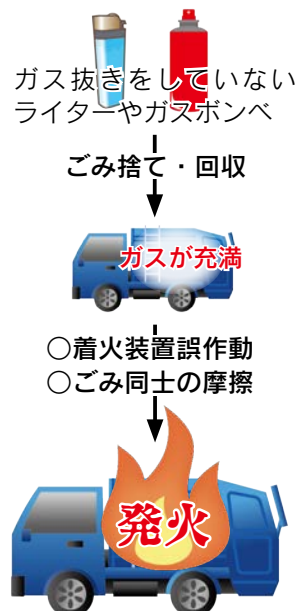 ガス抜きをしていない
ライターやガスボンベ
ごみ捨て・回収
ガスが充満
○着火装置誤作動
○ごみ同士の摩擦
発火